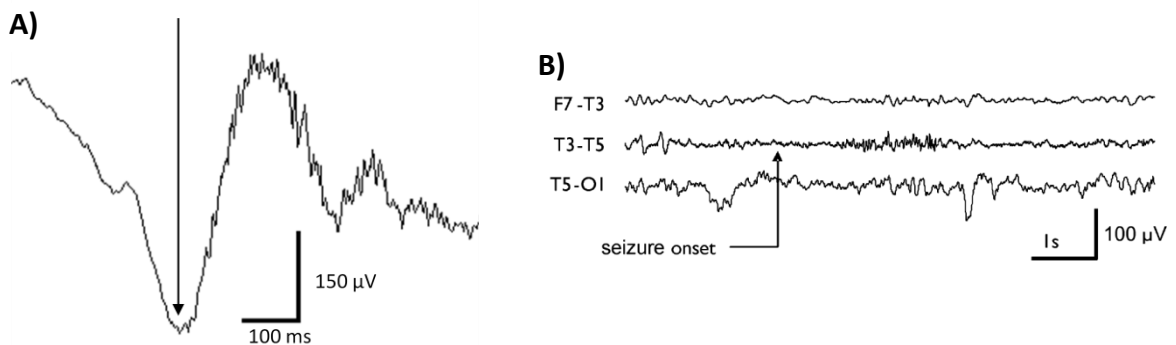 A)
150 µV
100 ms
B)
F7-T3
T3-T5
T5-O1
seizure onset
1s
100 µV